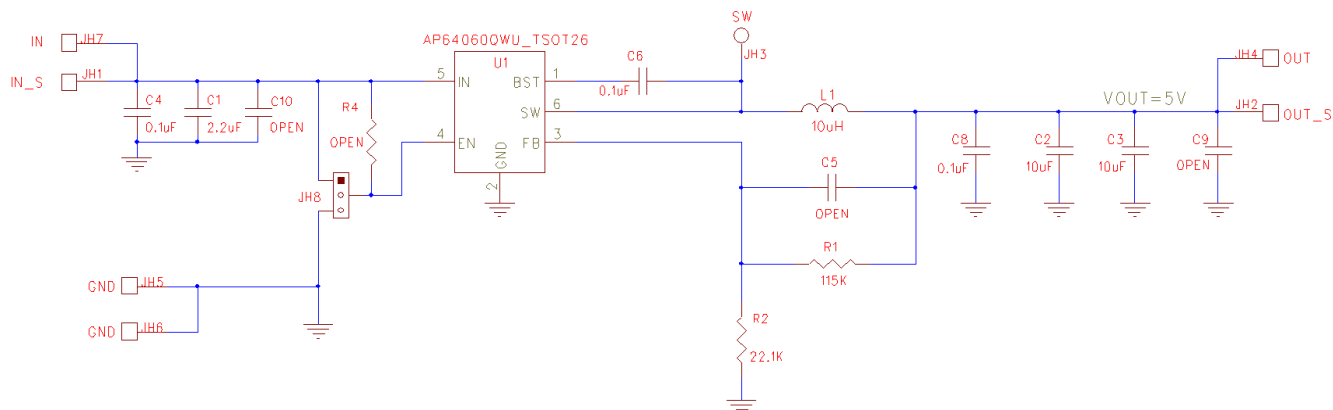 SW
IN
JH7
AP64060QWU_TSOT26
U1
C6
JH3
JH4
OUT
IN_S
JH1
5
IN
BST
1
0.1uF
L1
VOUT=5V
C4
C1
C10
R4
SW
6
10uH
JH2
OUT_S
0.1uF
2.2uF
OPEN
OPEN
4
EN
GND
FB
3
C8
C2
C3
C9
2
C5
0.1uF
10uF
10uF
OPEN
JH8
OPEN
R1
GND
JH5
115K
GND
JH6
R2
22.1K